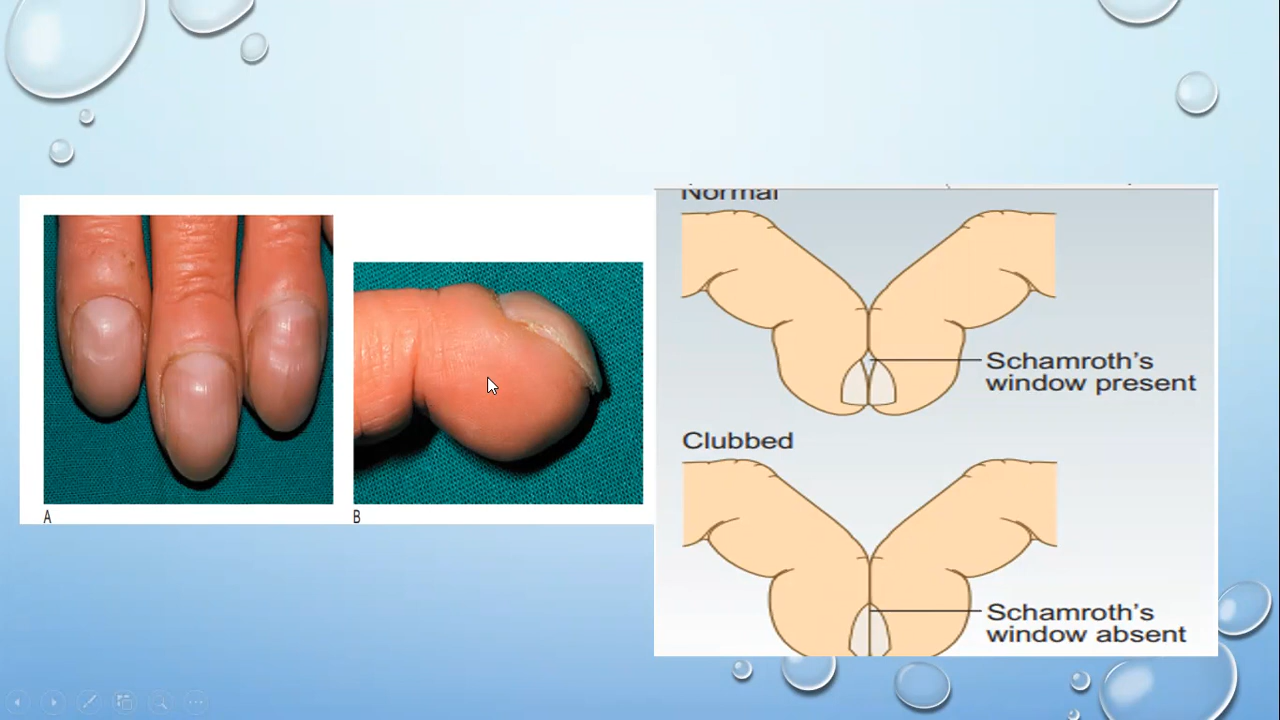 A
B
Normal
Schamroth's
window present
Clubbed
Schamroth's
window absent